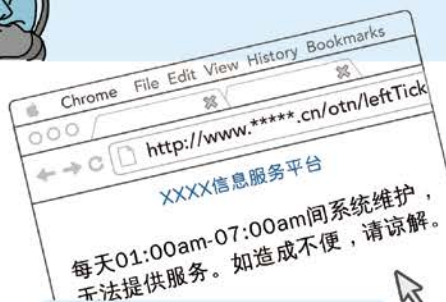 Chrome File Edit View History Bookmarks
http://www.*****.cn/otn/leftTick
XXXX信息服务平台
每天01:00am-07:00am间系统维护，
无法提供服务。如造成不便，请谅解。